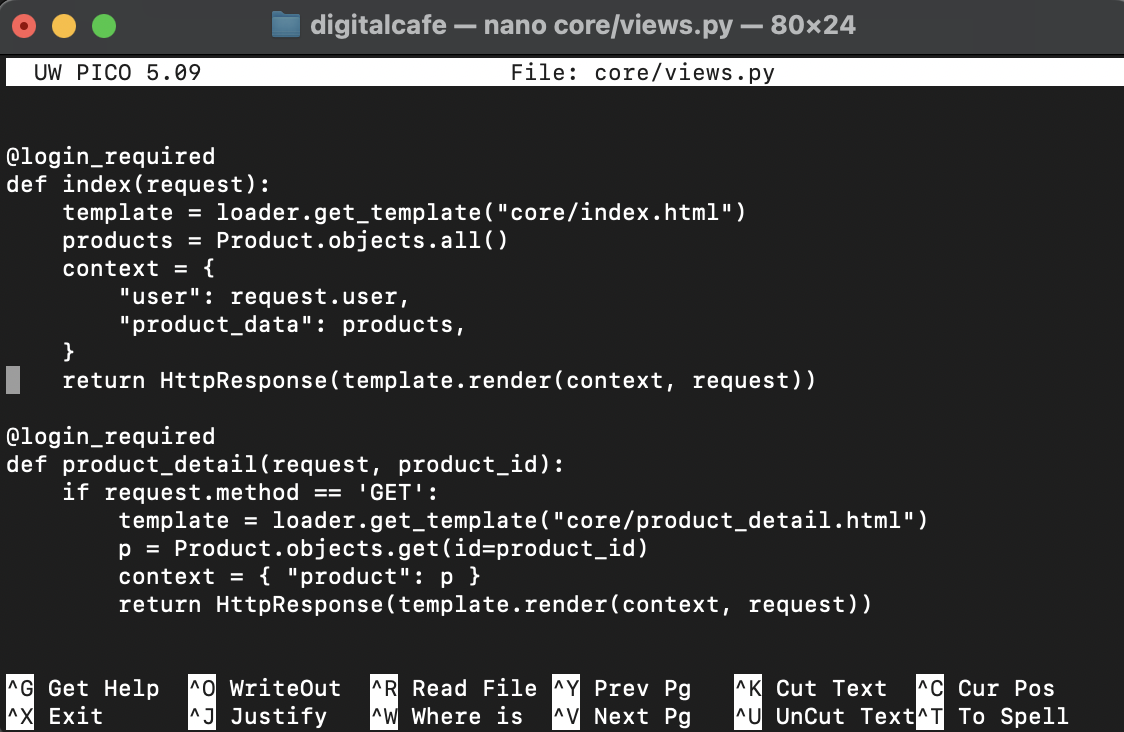 digitalcafe — nano core/views.py — 80×24
UW PICO 5.09 File: core/views.py
@login_required
def index(request):
    template = loader.get_template("core/index.html")
    products = Product.objects.all()
    context = {
        "user": request.user,
        "product_data": products,
    }
    return HttpResponse(template.render(context, request))
@login_required
def product_detail(request, product_id):
    if request.method == 'GET':
        template = loader.get_template("core/product_detail.html")
        p = Product.objects.get(id=product_id)
        context = { "product": p }
        return HttpResponse(template.render(context, request))
^G Get Help ^O WriteOut ^R Read File ^Y Prev Pg ^K Cut Text ^C Cur Pos
^X Exit ^J Justify ^W Where is ^V Next Pg ^U UnCut Text ^T To Spell